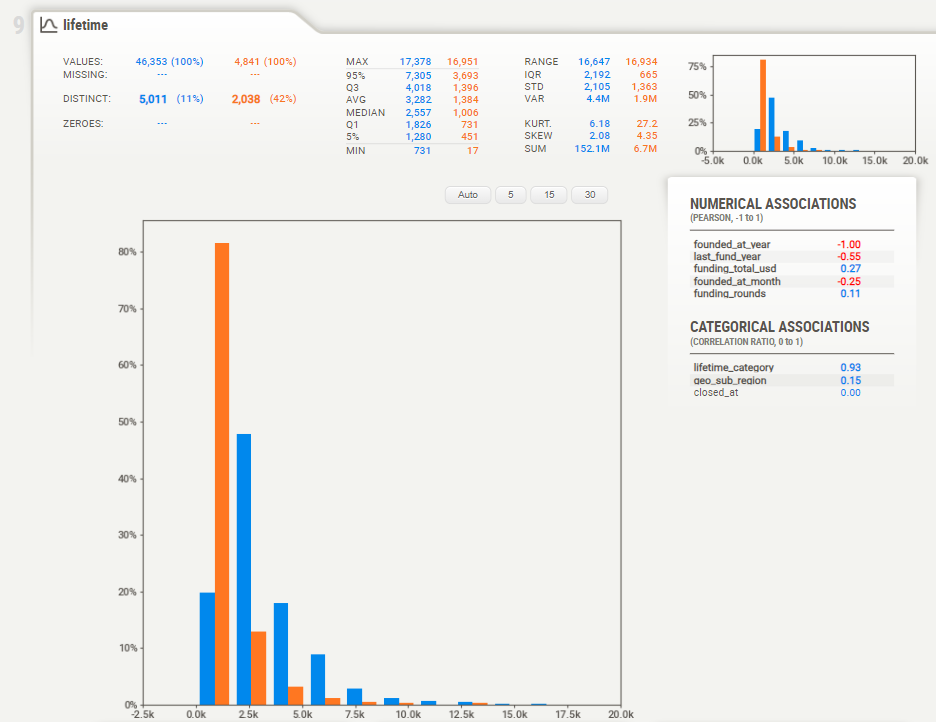 9 lifetime
VALUES: 46,353 (100%) 4,841 (100%)
MISSING: --- ---
DISTINCT: 5,011 (11%) 2,038 (42%)
ZEROES: --- ---
MAX 17,378 16,951
95% 7,305 3,693
Q3 4,018 1,396
AVG 3,282 1,384
MEDIAN 2,557 1,006
Q1 1,826 731
5% 1,280 451
MIN 731 17
RANGE 16,647 16,934
IQR 2,192 665
STD 2,105 1,363
VAR 4.4M 1.9M
KURT. 6.18 27.2
SKEW 2.08 4.35
SUM 152.1M 6.7M
75%
50%
25%
0%
-5.0k 0.0k 5.0k 10.0k 15.0k 20.0k
Auto 5 15 30
80%
70%
60%
50%
40%
30%
20%
10%
0%
-2.5k 0.0k 2.5k 5.0k 7.5k 10.0k 12.5k 15.0k 17.5k 20.0k
NUMERICAL ASSOCIATIONS
(PEARSON, -1 to 1)
founded_at_year -1.00
last_fund_year -0.55
funding_total_usd 0.27
founded_at_month -0.25
funding_rounds 0.11
CATEGORICAL ASSOCIATIONS
(CORRELATION RATIO, 0 to 1)
lifetime_category 0.93
geo_sub_region 0.15
closed_at 0.00